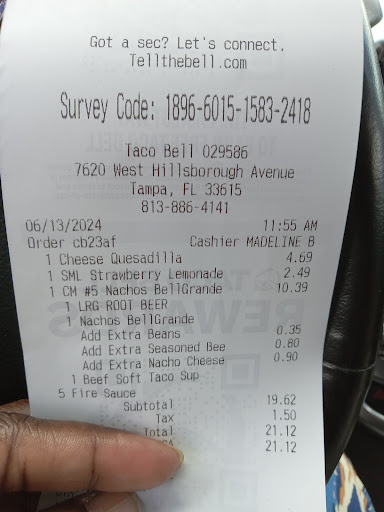 Got a sec? Let's connect.
Tellthebell.com
Survey Code: 1896-6015-1583-2418
Taco Bell 029586
7620 West Hillsborough Avenue
Tampa, FL 33615
813-886-4141
06/13/2024 11:55 AM
Order cb23af Cashier MADELINE B
1 Cheese Quesadilla 4.69
1 SML Strawberry Lemonade 2.49
1 CM #5 Nachos BellGrande 10.39
1 LRG ROOT BEER
1 Nachos BellGrande
Add Extra Beans 0.35
Add Extra Seasoned Bee 0.80
Add Extra Nacho Cheese 0.90
1 Beef Soft Taco Sup
5 Fire Sauce
Subtotal 19.62
Tax 1.50
Total 21.12
21.12